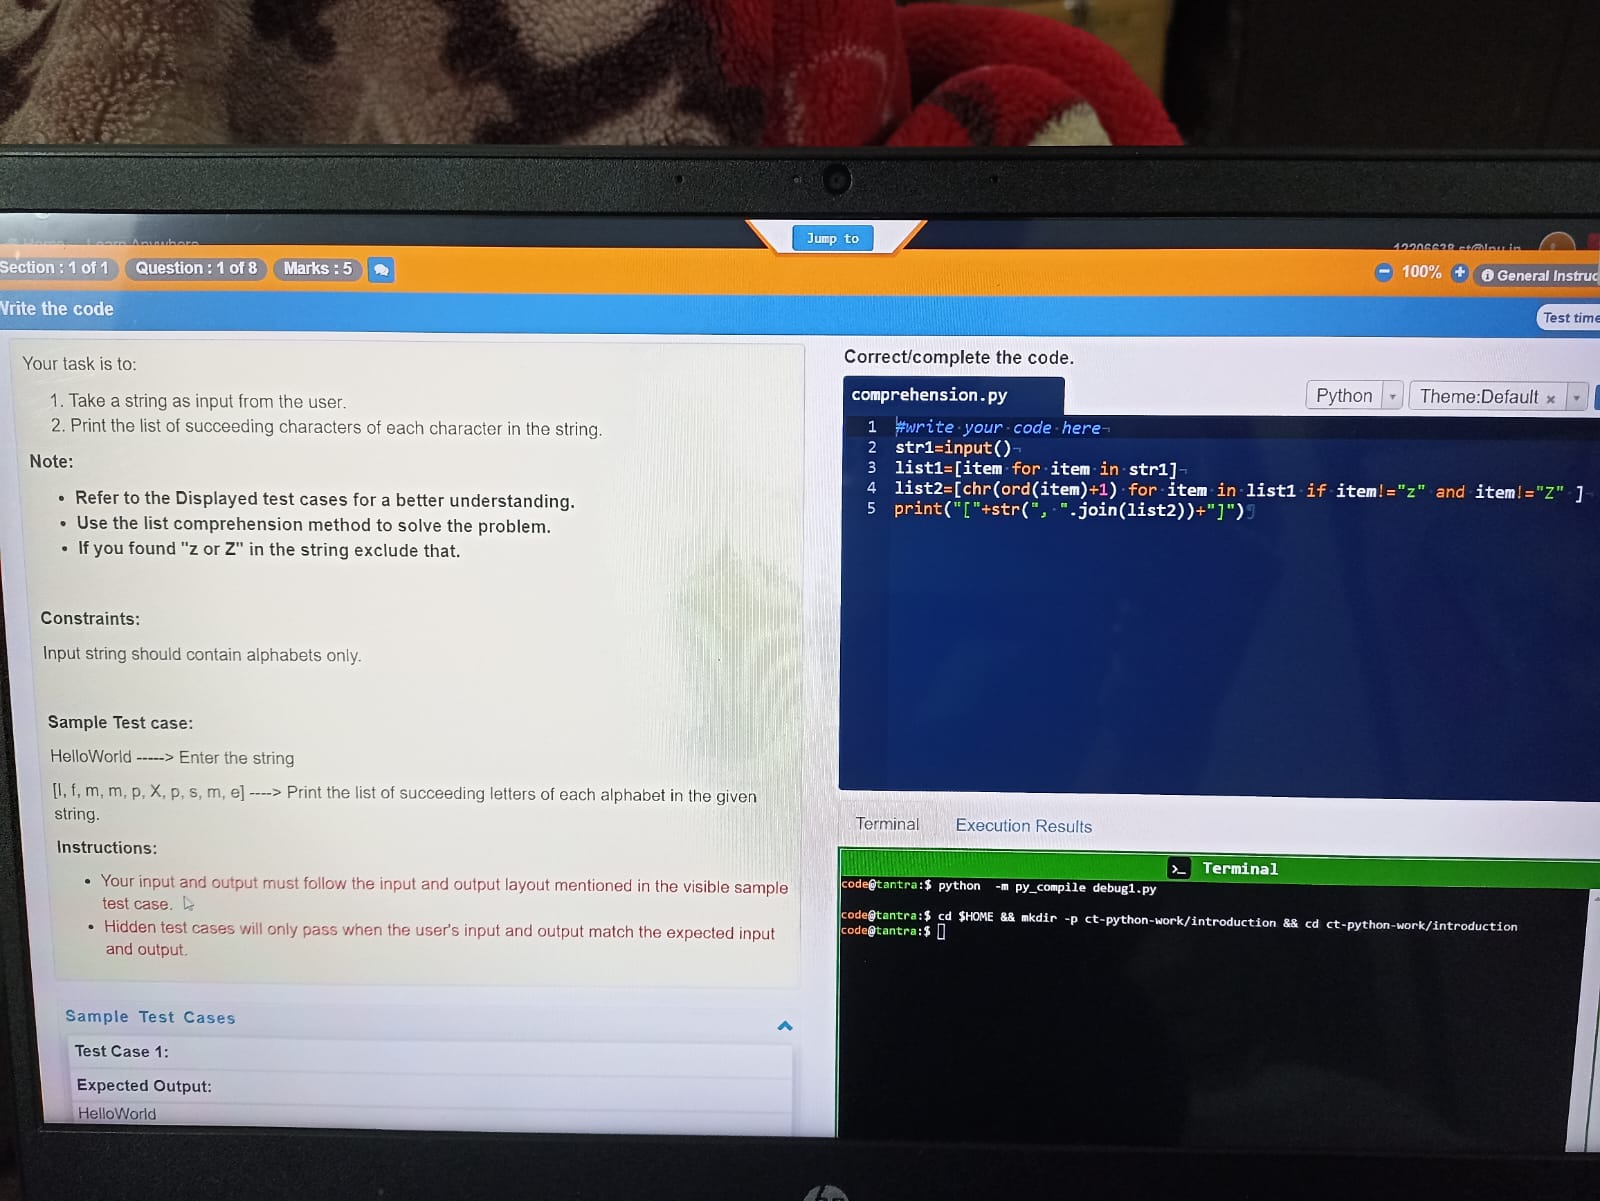 Jump to
Section : 1 of 1 Question : 1 of 8 Marks : 5
100% General Instruc
Write the code
Test time
Your task is to:
1. Take a string as input from the user.
2. Print the list of succeeding characters of each character in the string.
Note:
• Refer to the Displayed test cases for a better understanding.
• Use the list comprehension method to solve the problem.
• If you found "z or Z" in the string exclude that.
Constraints:
Input string should contain alphabets only.
Sample Test case:
HelloWorld -----> Enter the string
[I, f, m, m, p, X, p, s, m, e] ----> Print the list of succeeding letters of each alphabet in the given
string.
Instructions:
• Your input and output must follow the input and output layout mentioned in the visible sample
test case.
• Hidden test cases will only pass when the user's input and output match the expected input
and output.
Sample Test Cases
Test Case 1:
Expected Output:
HelloWorld
Correct/complete the code.
comprehension.py
Python Theme:Default ×
1 #write your code here
2 str1=input()
3 list1=[item for item in str1]
4 list2=[chr(ord(item)+1) for item in list1 if item!="z" and item!="Z" ]
5 print("["+str(", ".join(list2))+"]")
Terminal Execution Results
>_ Terminal
code@tantra:$ python  -m py_compile debug1.py
code@tantra:$ cd $HOME && mkdir -p ct-python-work/introduction && cd ct-python-work/introduction
code@tantra:$